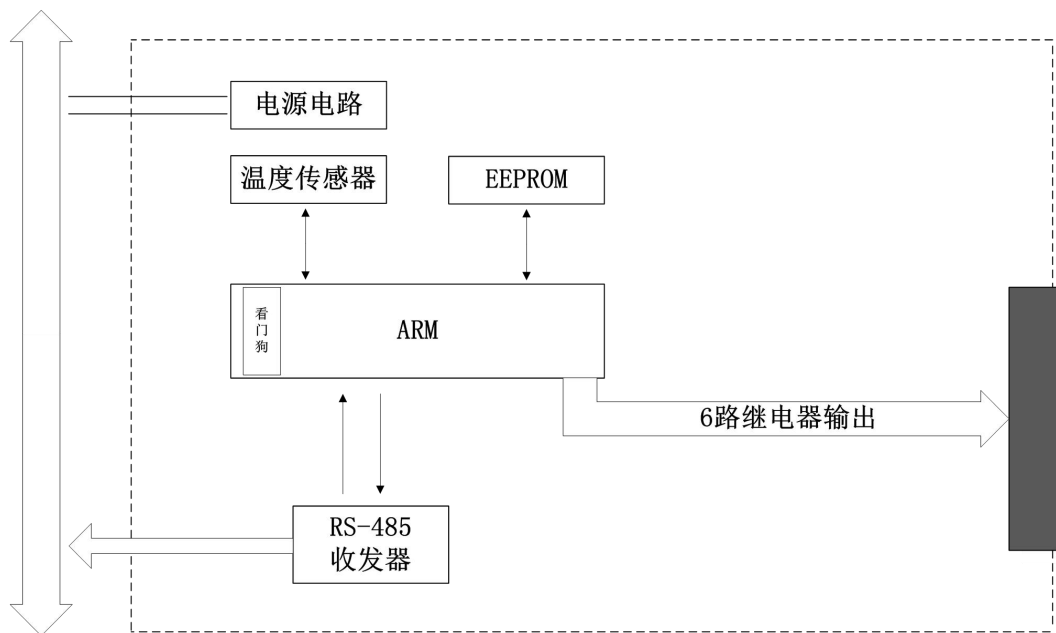 电源电路
温度传感器
EEPROM
看门狗
ARM
6路继电器输出
RS-485
收发器